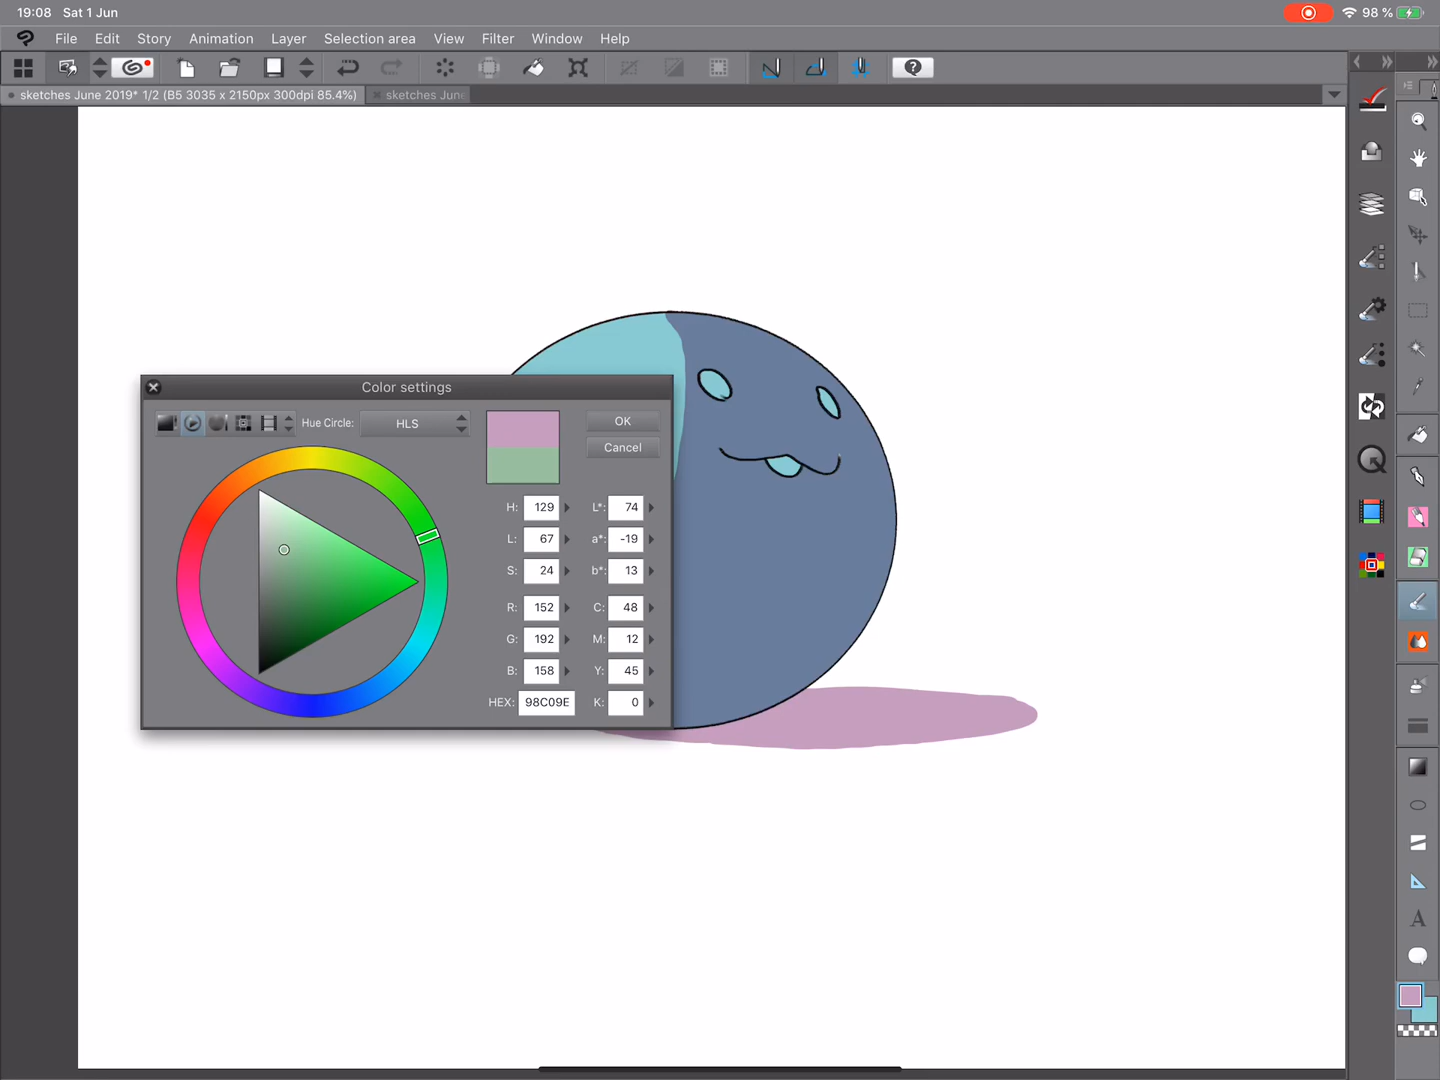 19:08 Sat 1 Jun 98 %
File Edit Story Animation Layer Selection area View Filter Window Help
sketches June 2019* 1/2 (B5 3035 x 2150px 300dpi 85.4%) sketches Jun
Color settings
Hue Circle: HLS OK
Cancel
H: 129 L*: 74
L: 67 a*: -19
S: 24 b*: 13
R: 152 C: 48
G: 192 M: 12
B: 158 Y: 45
HEX: 98C09E K: 0
A